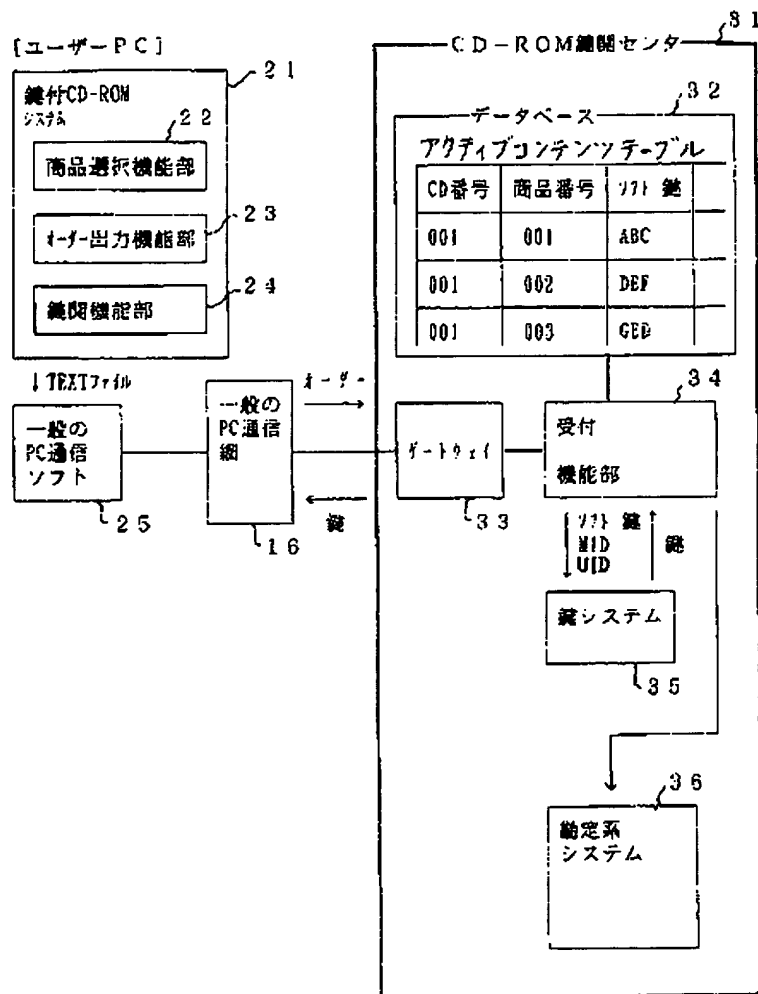 31
[ユーザーPC]
CD-ROM鍵開センタ
21
鍵付CD-ROM
システム
22
商品選択機能部
23
オーダー出力機能部
24
鍵開機能部
32
データベース
アクティブコンテンツテーブル
CD番号 商品番号 ソフト鍵
001 001 ABC
001 002 DEF
001 003 GED
↓TEXTファイル
一般の
PC通信
ソフト
25
一般の
PC通信
網
16
オーダー
鍵
ゲートウェイ
33
34
受付
機能部
ソフト鍵
MID
UID
鍵
鍵システム
35
36
勘定系
システム